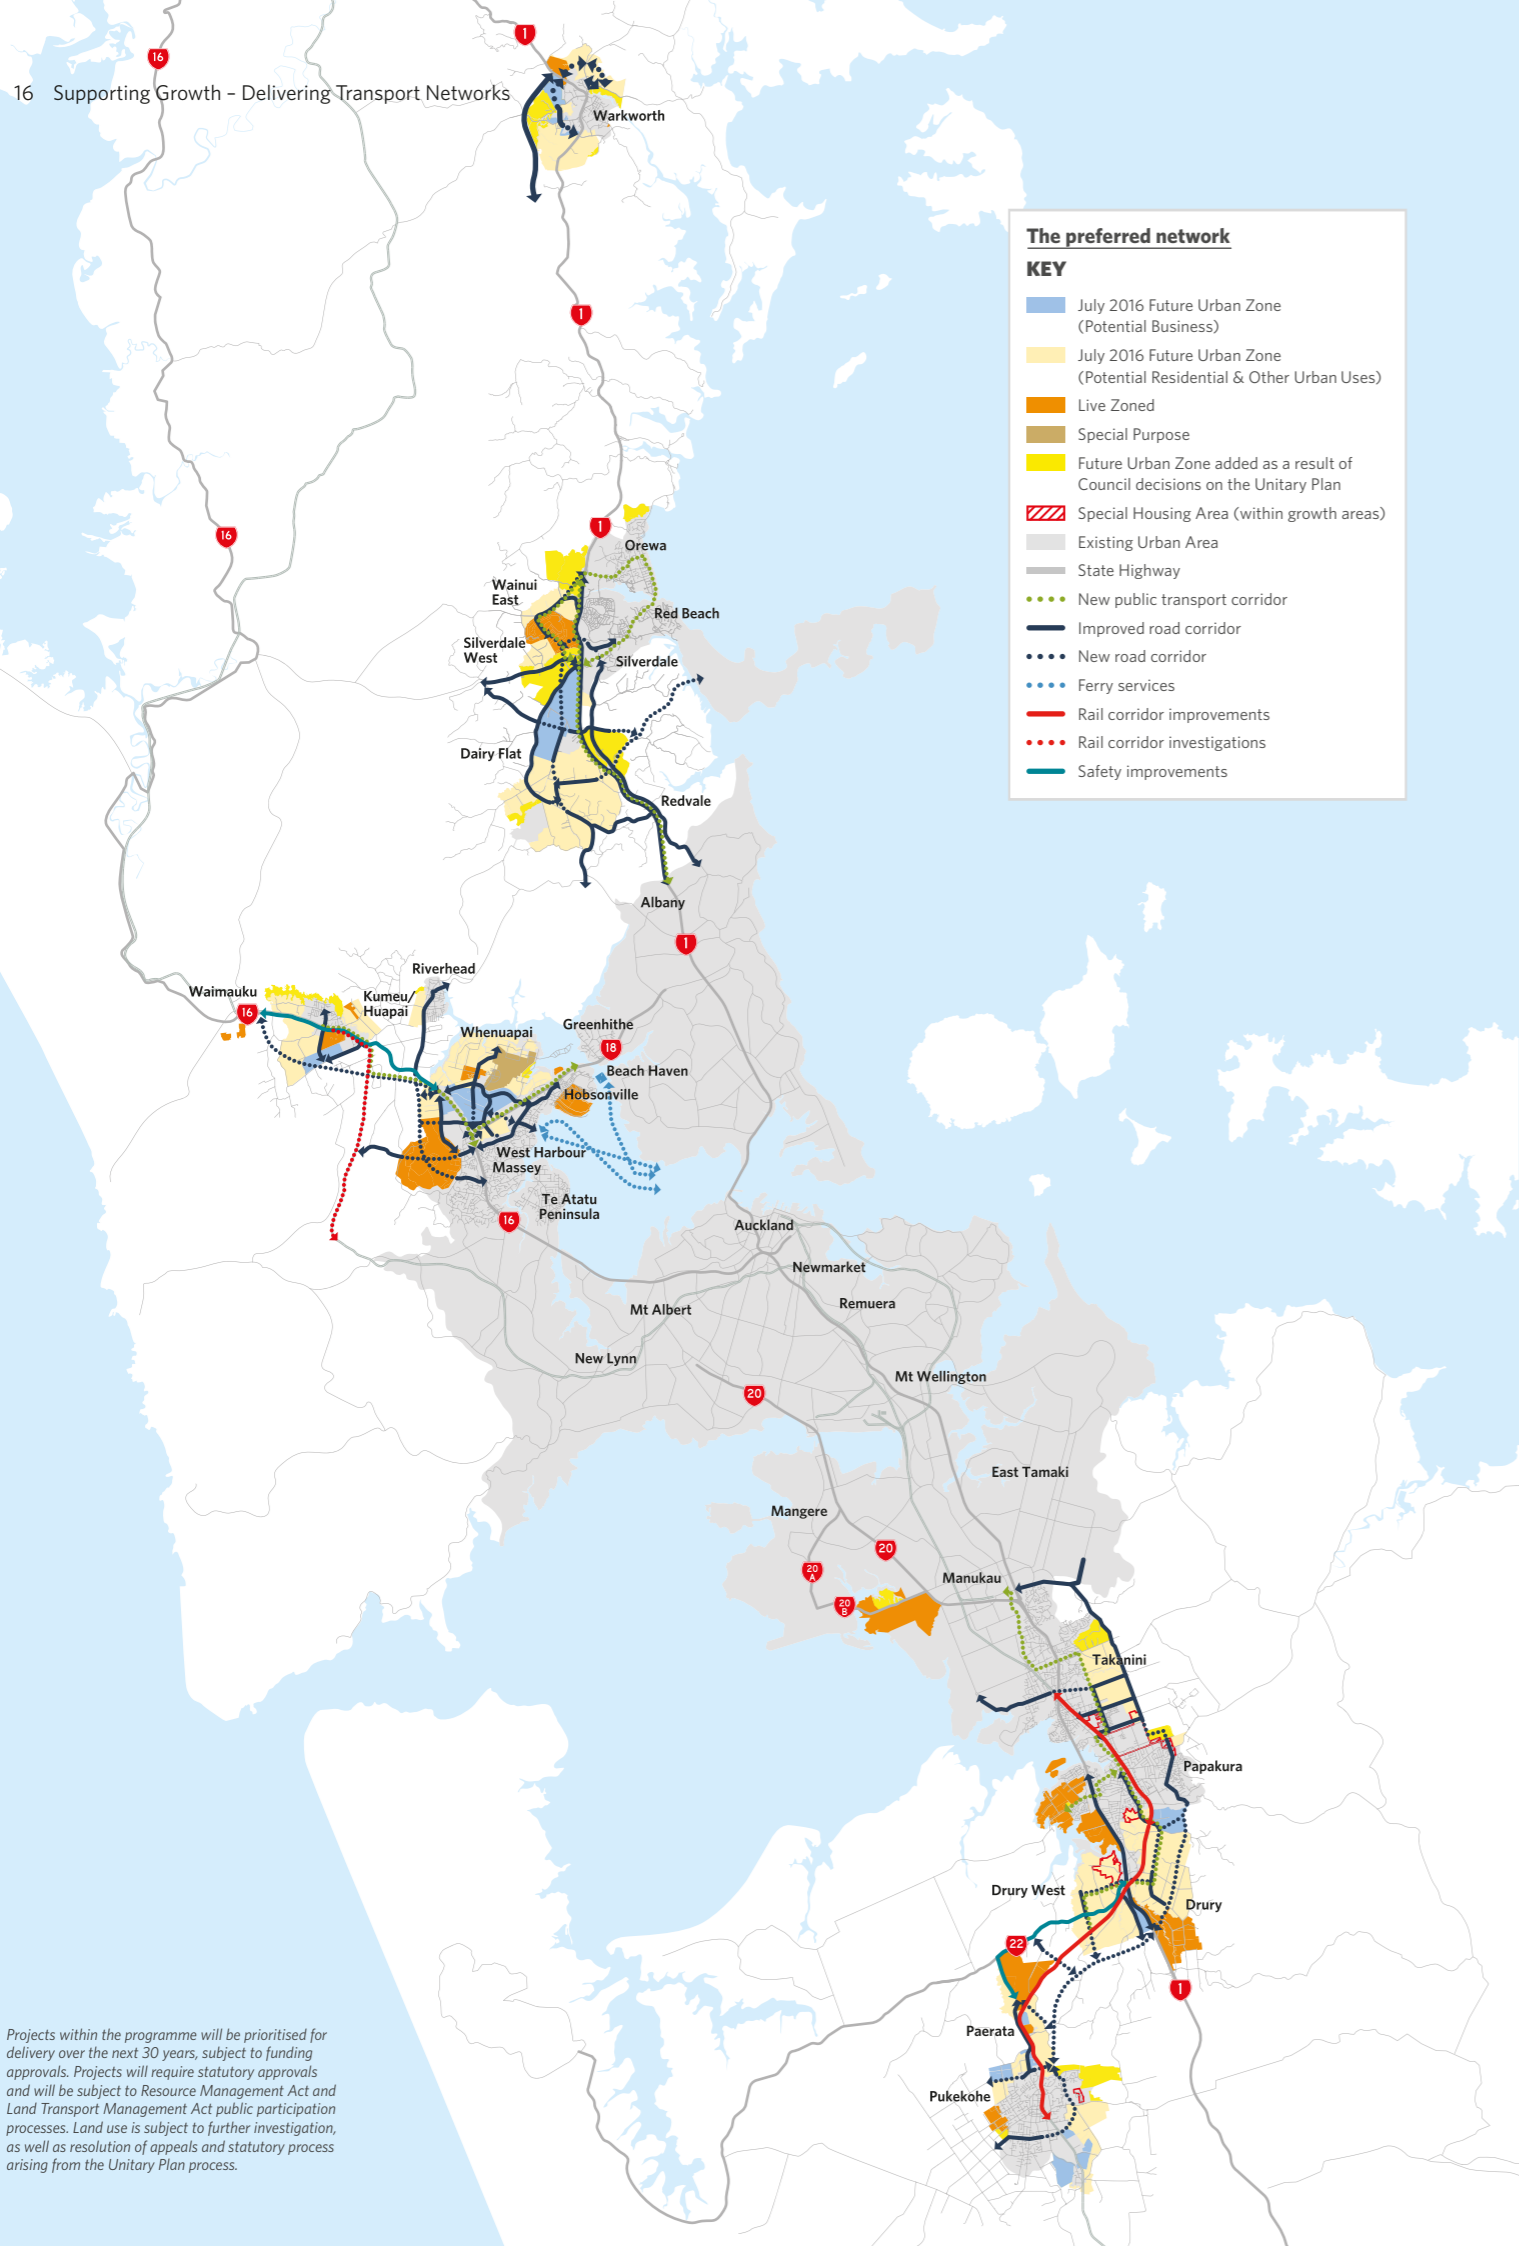 16 Supporting Growth – Delivering Transport Networks
16
1
Warkworth
The preferred network
KEY
July 2016 Future Urban Zone
(Potential Business)
July 2016 Future Urban Zone
(Potential Residential & Other Urban Uses)
Live Zoned
Special Purpose
Future Urban Zone added as a result of
Council decisions on the Unitary Plan
Special Housing Area (within growth areas)
Existing Urban Area
State Highway
New public transport corridor
Improved road corridor
New road corridor
Ferry services
Rail corridor improvements
Rail corridor investigations
Safety improvements
1
16
1
Orewa
Wainui
East
Red Beach
Silverdale
West
Silverdale
Dairy Flat
Redvale
Albany
1
Riverhead
Waimauku
16
Kumeu/
Huapai
Whenuapai
Greenhithe
18
Beach Haven
Hobsonville
West Harbour
Massey
Te Atatu
Peninsula
16
Auckland
Newmarket
Remuera
Mt Albert
New Lynn
Mt Wellington
20
East Tamaki
Mangere
20
20
A
Manukau
20
B
Takanini
Papakura
Drury West
Drury
22
1
Paerata
Pukekohe
Projects within the programme will be prioritised for
delivery over the next 30 years, subject to funding
approvals. Projects will require statutory approvals
and will be subject to Resource Management Act and
Land Transport Management Act public participation
processes. Land use is subject to further investigation,
as well as resolution of appeals and statutory process
arising from the Unitary Plan process.